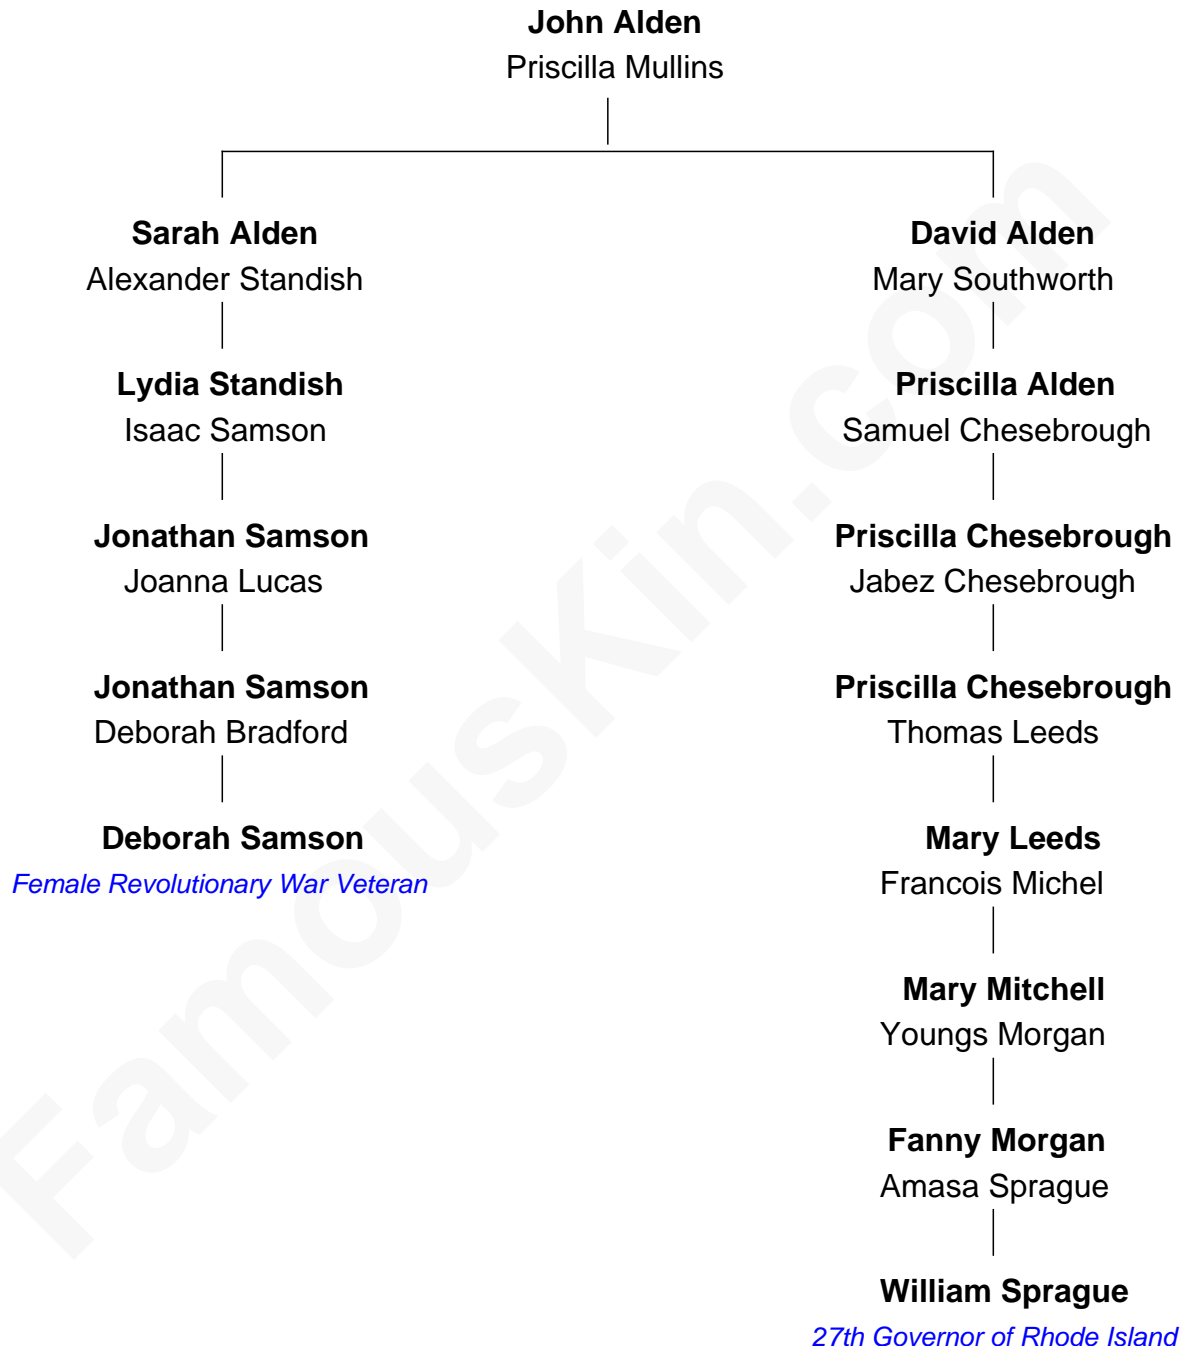 John Alden
Priscilla Mullins
Sarah Alden
Alexander Standish
Lydia Standish
Isaac Samson
Jonathan Samson
Joanna Lucas
Jonathan Samson
Deborah Bradford
Deborah Samson
Female Revolutionary War Veteran
David Alden
Mary Southworth
Priscilla Alden
Samuel Chesebrough
Priscilla Chesebrough
Jabez Chesebrough
Priscilla Chesebrough
Thomas Leeds
Mary Leeds
Francois Michel
Mary Mitchell
Youngs Morgan
Fanny Morgan
Amasa Sprague
William Sprague
27th Governor of Rhode Island
FamousKin.com